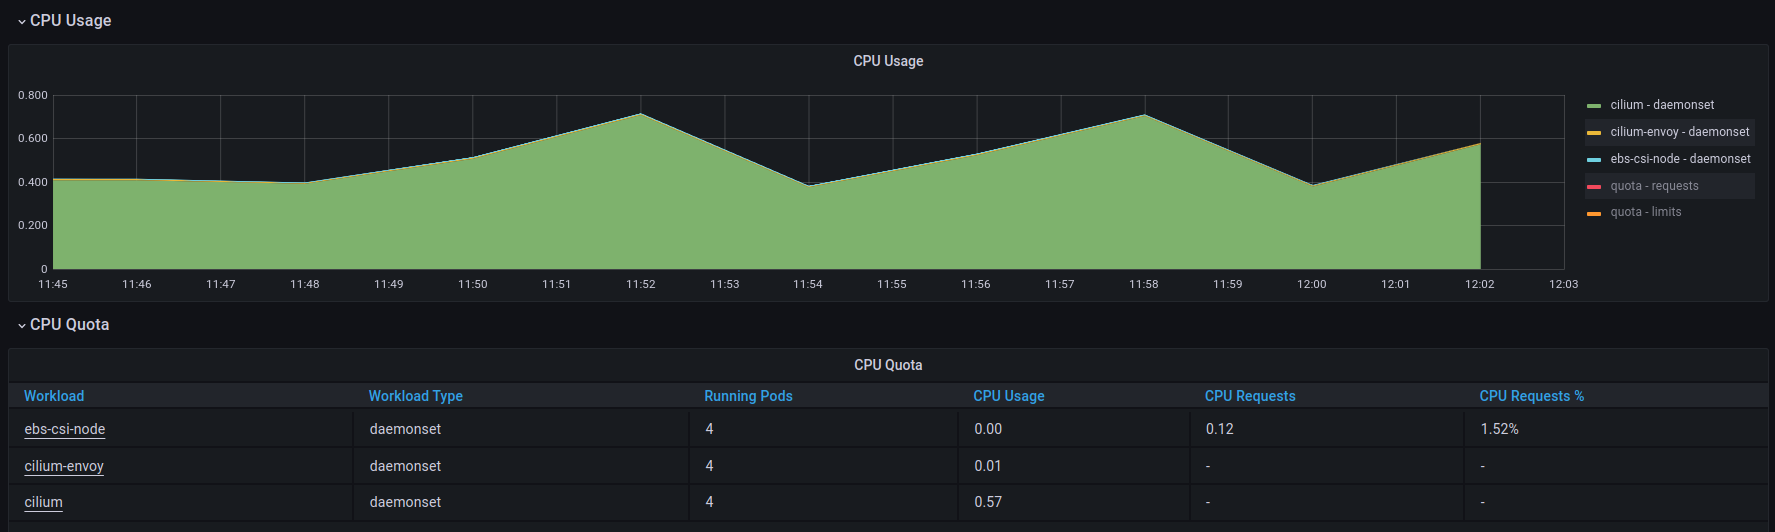 CPU Usage
CPU Usage
0.800
0.600
0.400
0.200
0
11:45 11:46 11:47 11:48 11:49 11:50 11:51 11:52 11:53 11:54 11:55 11:56 11:57 11:58 11:59 12:00 12:01 12:02 12:03
cilium - daemonset
cilium-envoy - daemonset
ebs-csi-node - daemonset
quota - requests
quota - limits
CPU Quota
CPU Quota
Workload Workload Type Running Pods CPU Usage CPU Requests CPU Requests %
ebs-csi-node daemonset 4 0.00 0.12 1.52%
cilium-envoy daemonset 4 0.01 - -
cilium daemonset 4 0.57 - -